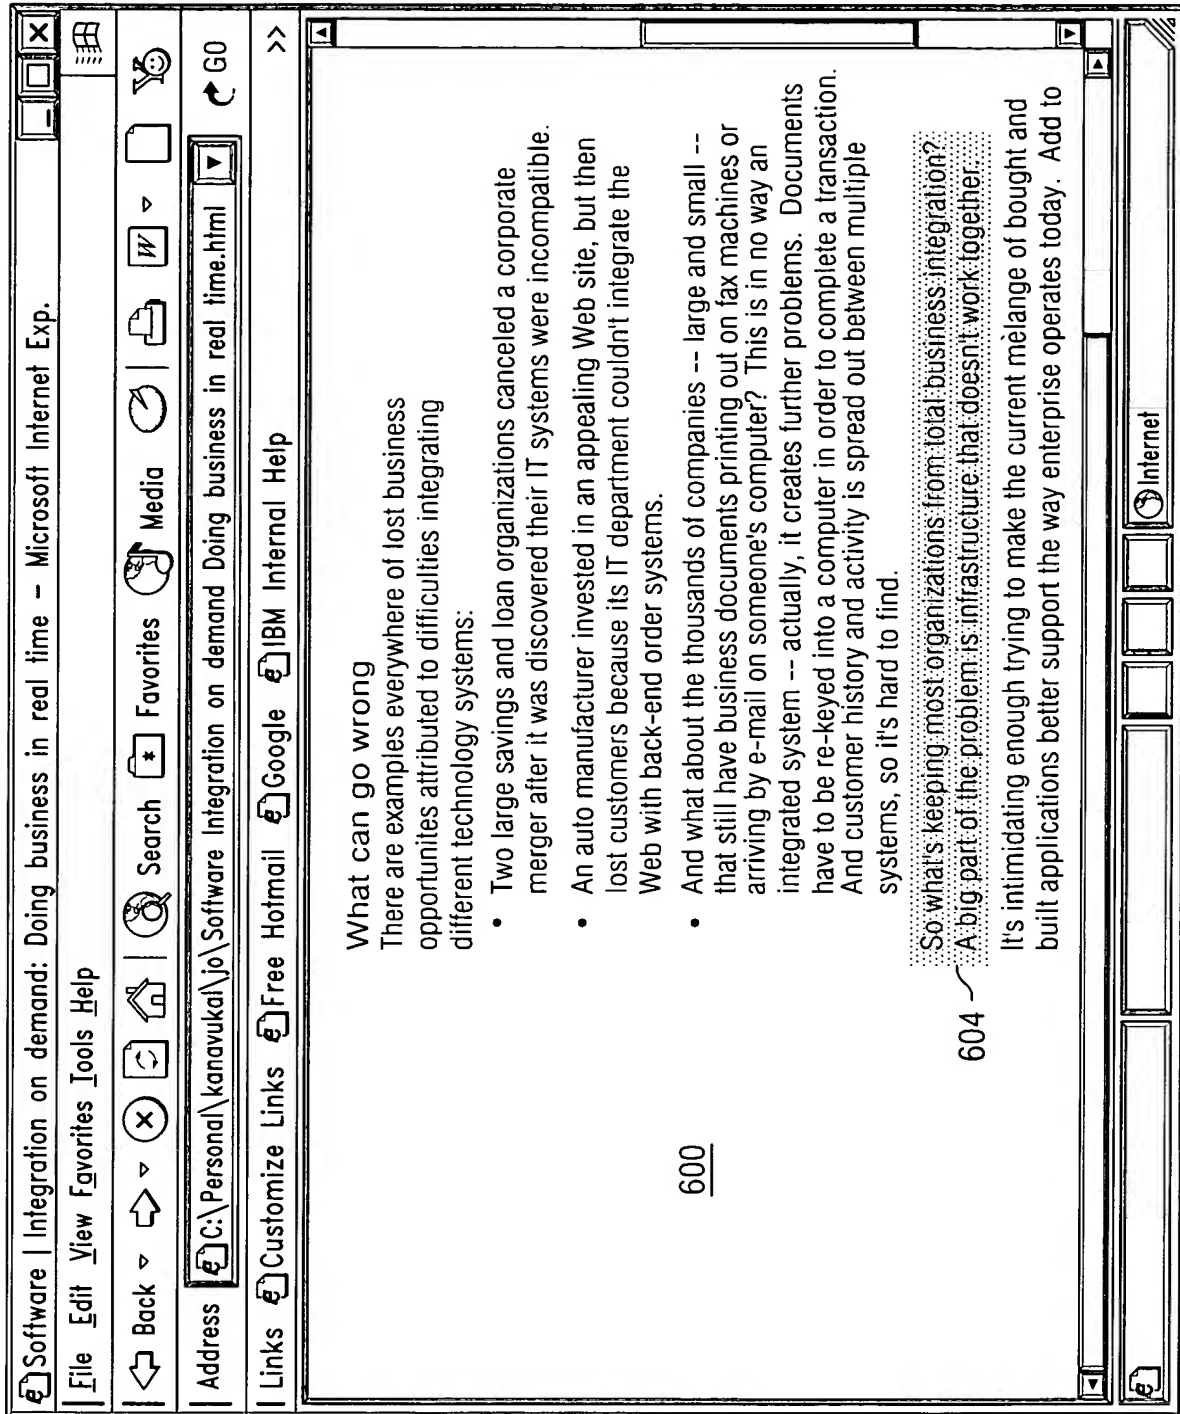 Software | Integration on demand: Doing business in real time – Microsoft Internet Exp.
File Edit View Favorites Tools Help
Back Search Favorites Media W
Address C:\Personal\kanavukal\jo\Software Integration on demand Doing business in real time.html GO
Links Customize Links Free Hotmail Google IBM Internal Help >>
What can go wrong
There are examples everywhere of lost business
opportunites attributed to difficulties integrating
different technology systems:
• Two large savings and loan organizations canceled a corporate
merger after it was discovered their IT systems were incompatible.
• An auto manufacturer invested in an appealing Web site, but then
lost customers because its IT department couldn't integrate the
Web with back-end order systems.
• And what about the thousands of companies -- large and small --
that still have business documents printing out on fax machines or
arriving by e-mail on someone's computer? This is in no way an
integrated system -- actually, it creates further problems. Documents
have to be re-keyed into a computer in order to complete a transaction.
And customer history and activity is spread out between multiple
systems, so it's hard to find.
600
So what's keeping most organizations from total business integration?
A big part of the problem is infrastructure that doesn't work together.
604
It's intimidating enough trying to make the current mèlange of bought and
built applications better support the way enterprise operates today. Add to
Internet